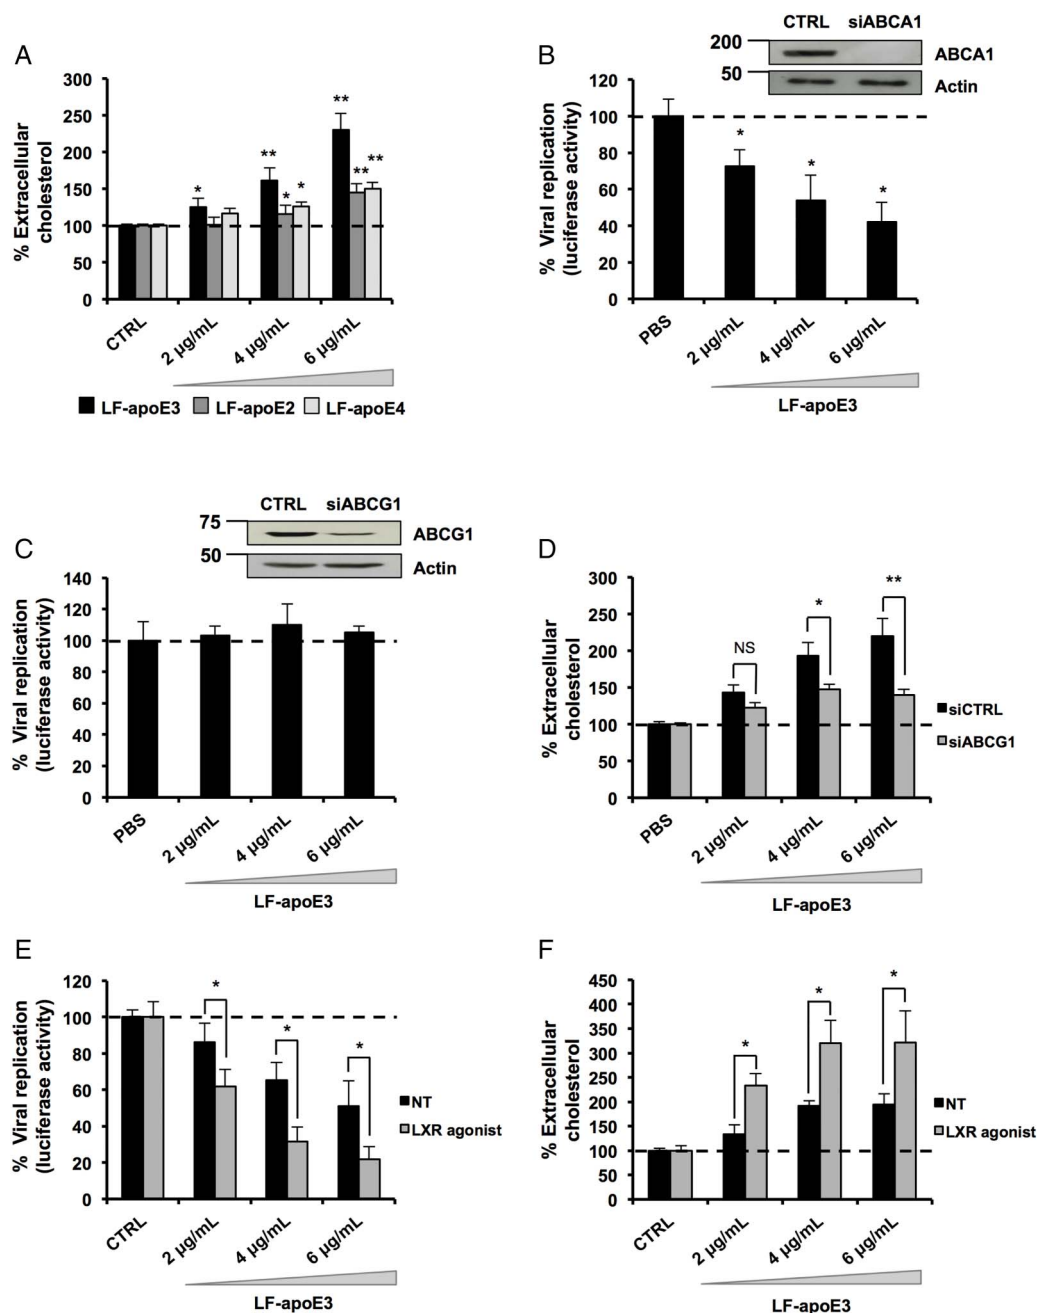 A
% Extracellular
cholesterol
300
250
200
150
100
50
0
*
**
*
*
**
**
**
CTRL
2 µg/mL
4 µg/mL
6 µg/mL
LF-apoE3
LF-apoE2
LF-apoE4
B
CTRL siABCA1
200
ABCA1
50
Actin
% Viral replication
(luciferase activity)
120
100
80
60
40
20
0
*
*
*
PBS
2 µg/mL
4 µg/mL
6 µg/mL
LF-apoE3
C
CTRL siABCG1
75
ABCG1
50
Actin
% Viral replication
(luciferase activity)
140
120
100
80
60
40
20
0
PBS
2 µg/mL
4 µg/mL
6 µg/mL
LF-apoE3
D
% Extracellular
cholesterol
300
250
200
150
100
50
0
NS
*
**
siCTRL
siABCG1
PBS
2 µg/mL
4 µg/mL
6 µg/mL
LF-apoE3
E
% Viral replication
(luciferase activity)
120
100
80
60
40
20
0
*
*
*
NT
LXR agonist
CTRL
2 µg/mL
4 µg/mL
6 µg/mL
LF-apoE3
F
% Extracellular
cholesterol
450
400
350
300
250
200
150
100
50
0
*
*
*
NT
LXR agonist
CTRL
2 µg/mL
4 µg/mL
6 µg/mL
LF-apoE3